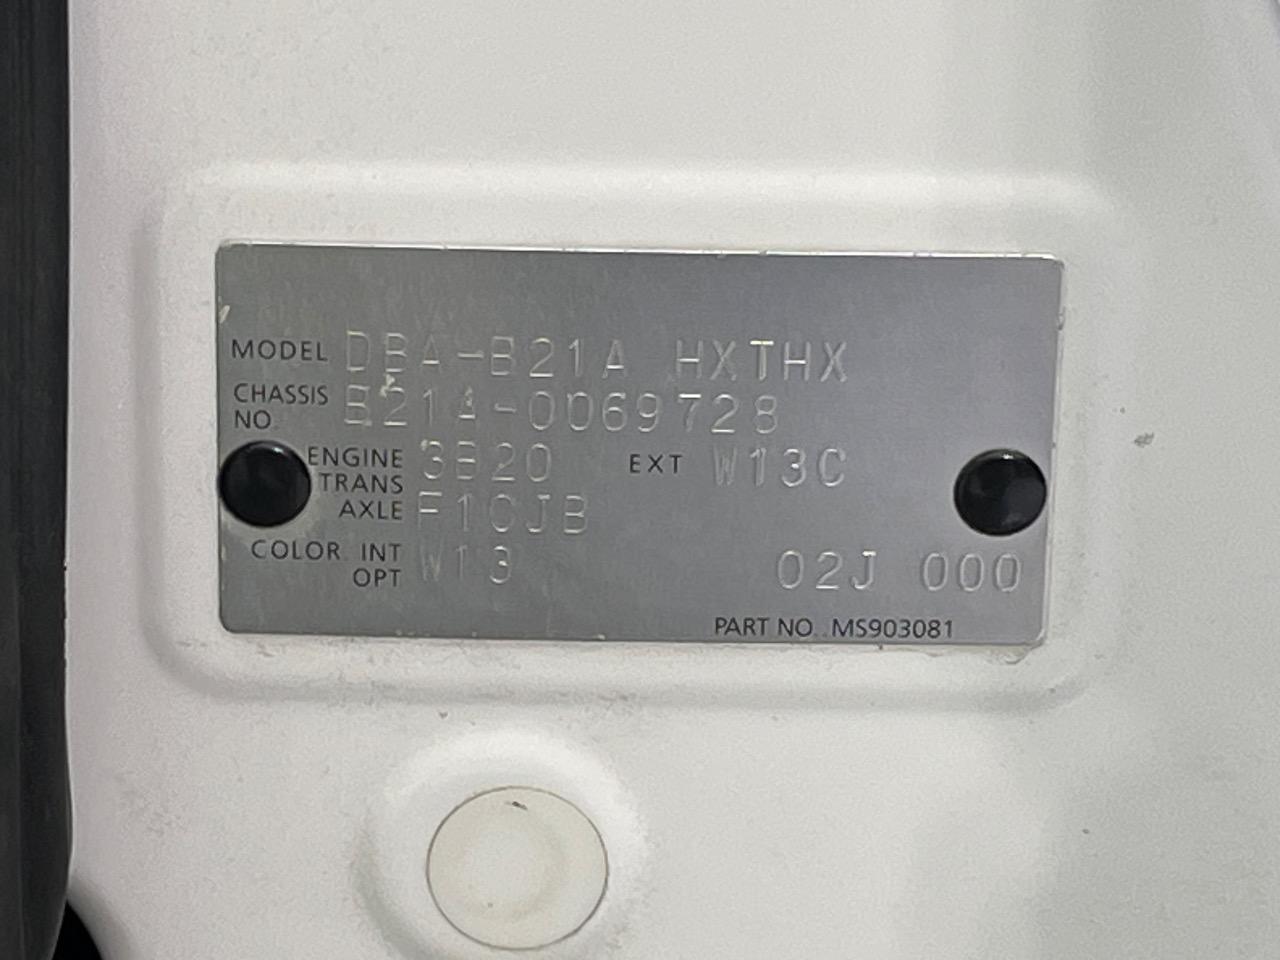 MODEL DBA-B21A HXTHX
CHASSIS NO. B21A-0069728
ENGINE 3B20 EXT W13C
TRANS AXLE F1CJB
COLOR. INT OPT W13 02J 000
PART NO. MS903081